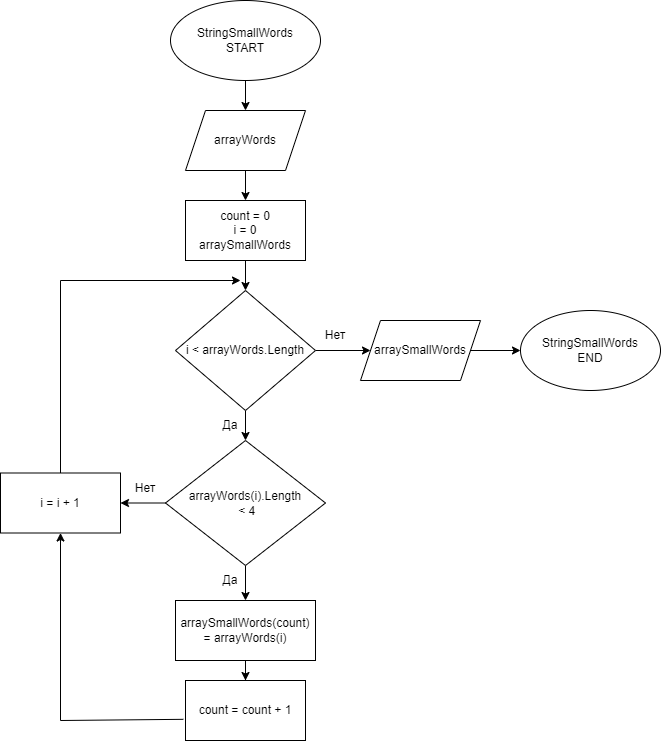 StringSmallWords
START
arrayWords
count = 0
i = 0
arraySmallWords
i < arrayWords.Length
Нет
arraySmallWords
StringSmallWords
END
Да
arrayWords(i).Length
< 4
Нет
i = i + 1
Да
arraySmallWords(count)
= arrayWords(i)
count = count + 1